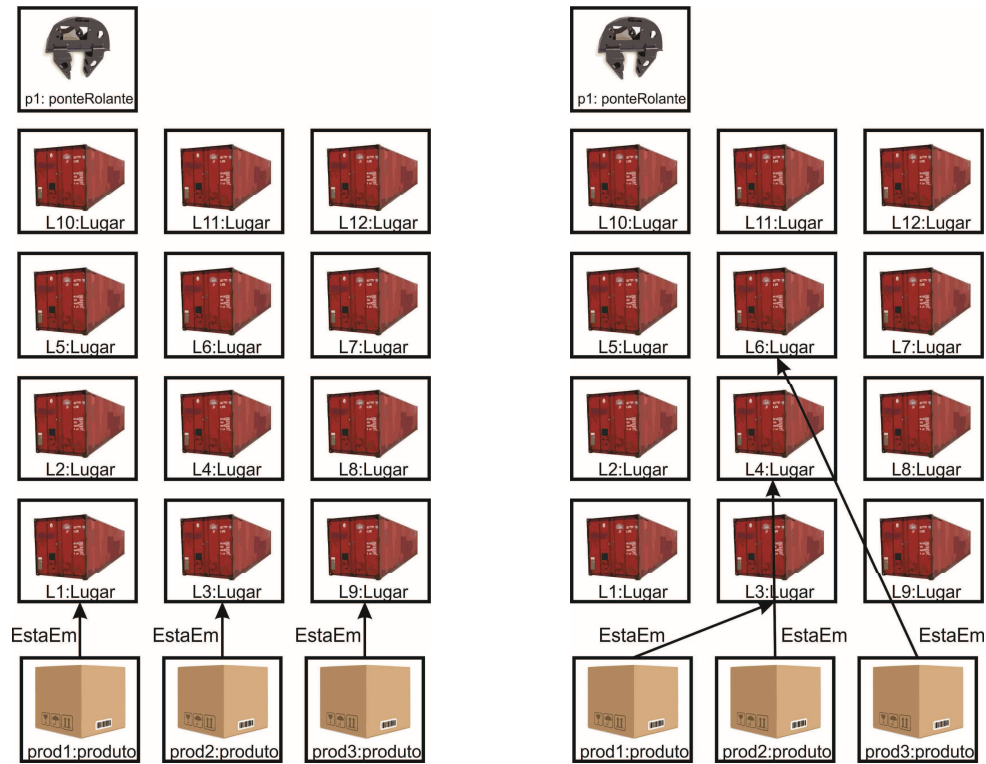 p1: ponteRolante
L10:Lugar L11:Lugar L12:Lugar
L5:Lugar L6:Lugar L7:Lugar
L2:Lugar L4:Lugar L8:Lugar
L1:Lugar L3:Lugar L9:Lugar
EstaEm EstaEm EstaEm
prod1:produto prod2:produto prod3:produto
p1: ponteRolante
L10:Lugar L11:Lugar L12:Lugar
L5:Lugar L6:Lugar L7:Lugar
L2:Lugar L4:Lugar L8:Lugar
L1:Lugar L3:Lugar L9:Lugar
EstaEm EstaEm EstaEm
prod1:produto prod2:produto prod3:produto